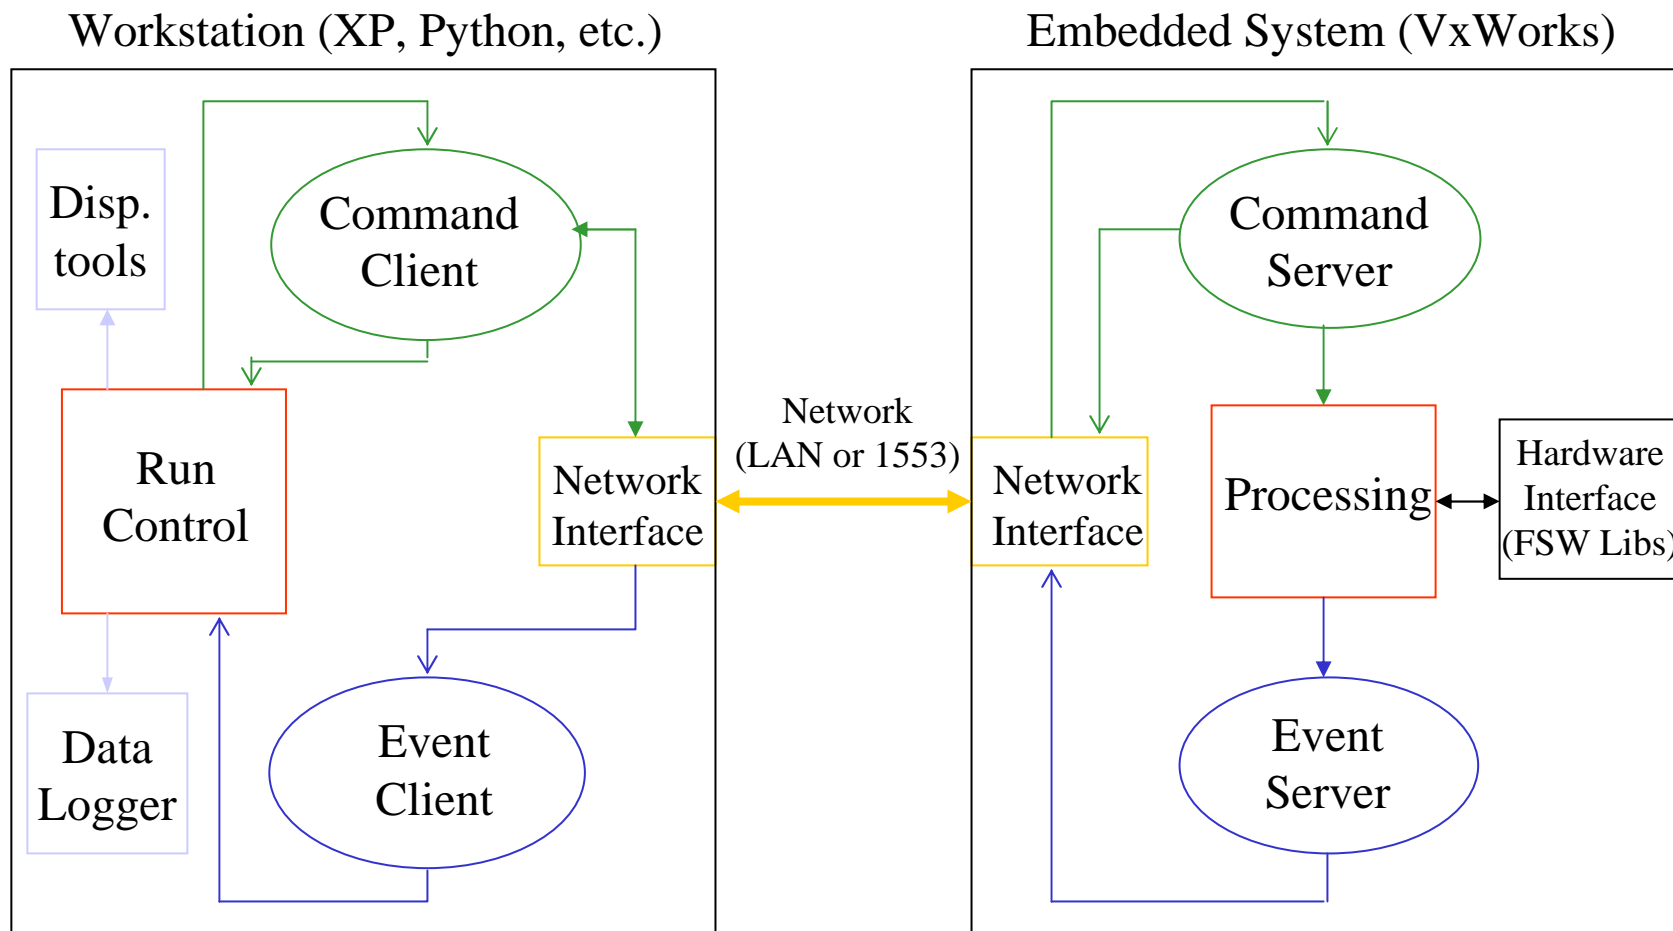 Workstation (XP, Python, etc.)
Embedded System (VxWorks)
Disp.
tools
Command
Client
Run
Control
Network
Interface
Data
Logger
Event
Client
Network
(LAN or 1553)
Command
Server
Network
Interface
Processing
Hardware
Interface
(FSW Libs)
Event
Server